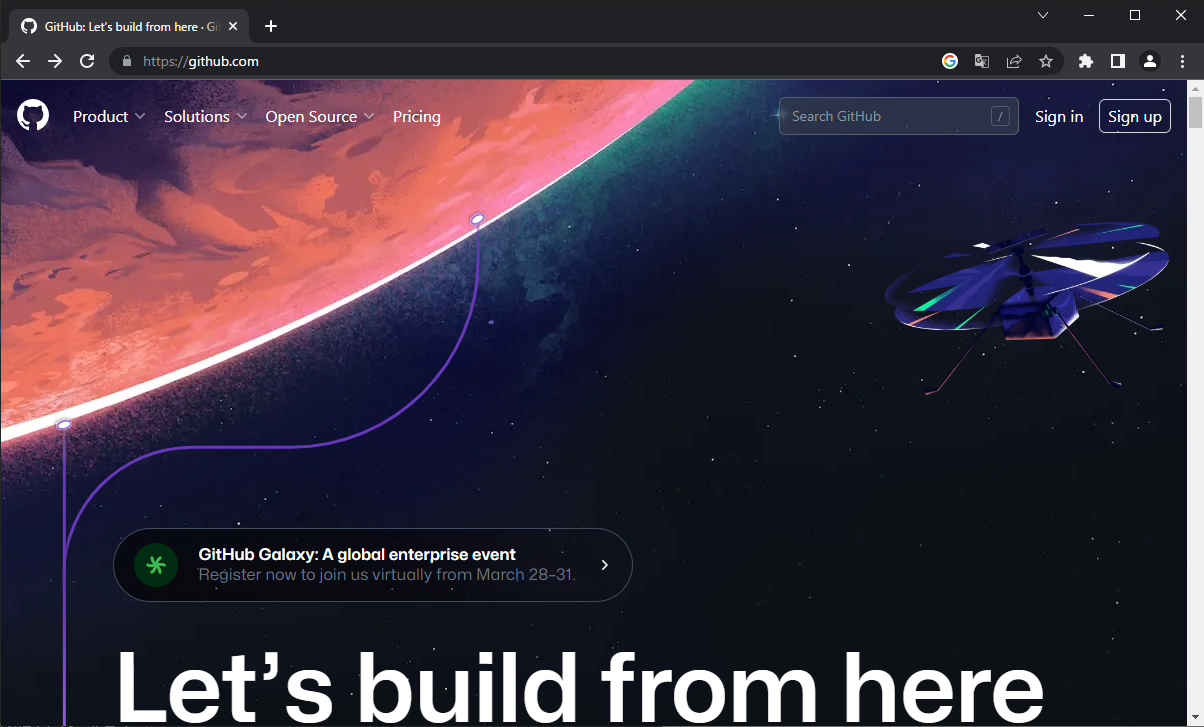 GitHub: Let's build from here · Git
https://github.com
Product
Solutions
Open Source
Pricing
Search GitHub
/
Sign in
Sign up
GitHub Galaxy: A global enterprise event
Register now to join us virtually from March 28–31.
Let's build from here